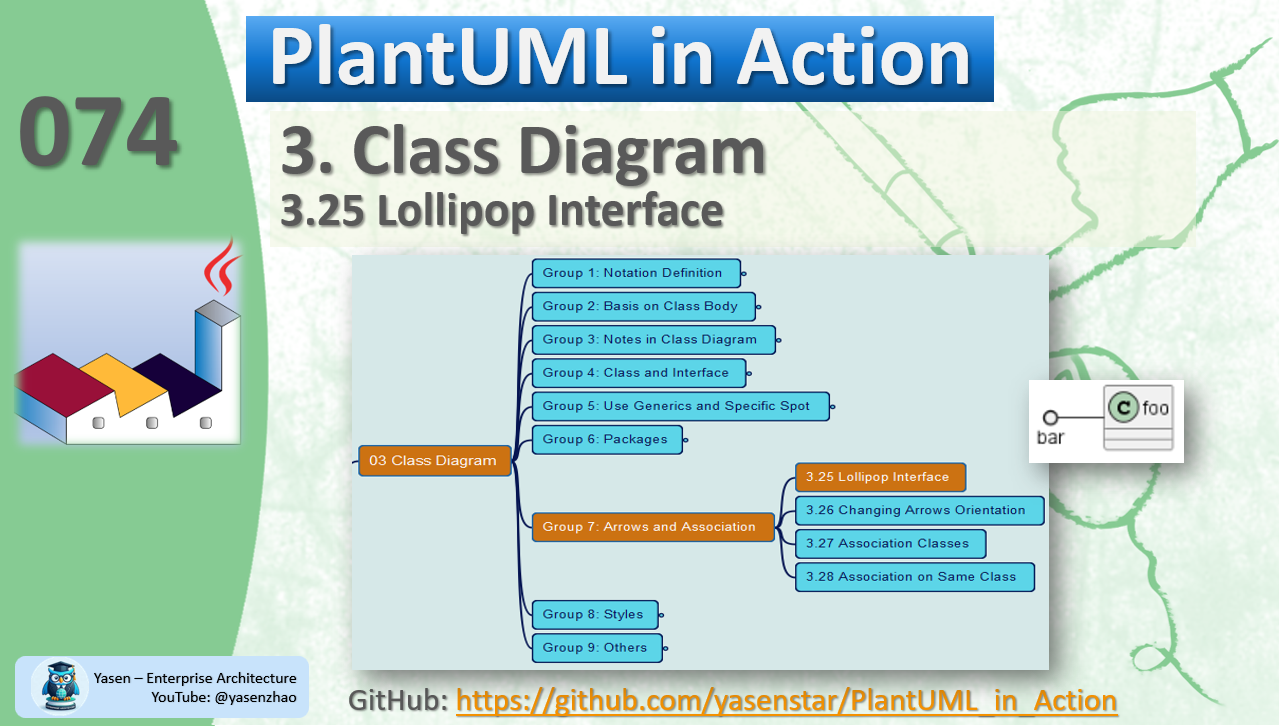 PlantUML in Action
074
3. Class Diagram
3.25 Lollipop Interface
Group 1: Notation Definition
Group 2: Basis on Class Body
Group 3: Notes in Class Diagram
Group 4: Class and Interface
Group 5: Use Generics and Specific Spot
Group 6: Packages
03 Class Diagram
Group 7: Arrows and Association
3.25 Lollipop Interface
3.26 Changing Arrows Orientation
3.27 Association Classes
3.28 Association on Same Class
Group 8: Styles
Group 9: Others
C foo
bar
Yasen – Enterprise Architecture
YouTube: @yasenzhao
GitHub: https://github.com/yasenstar/PlantUML_in_Action